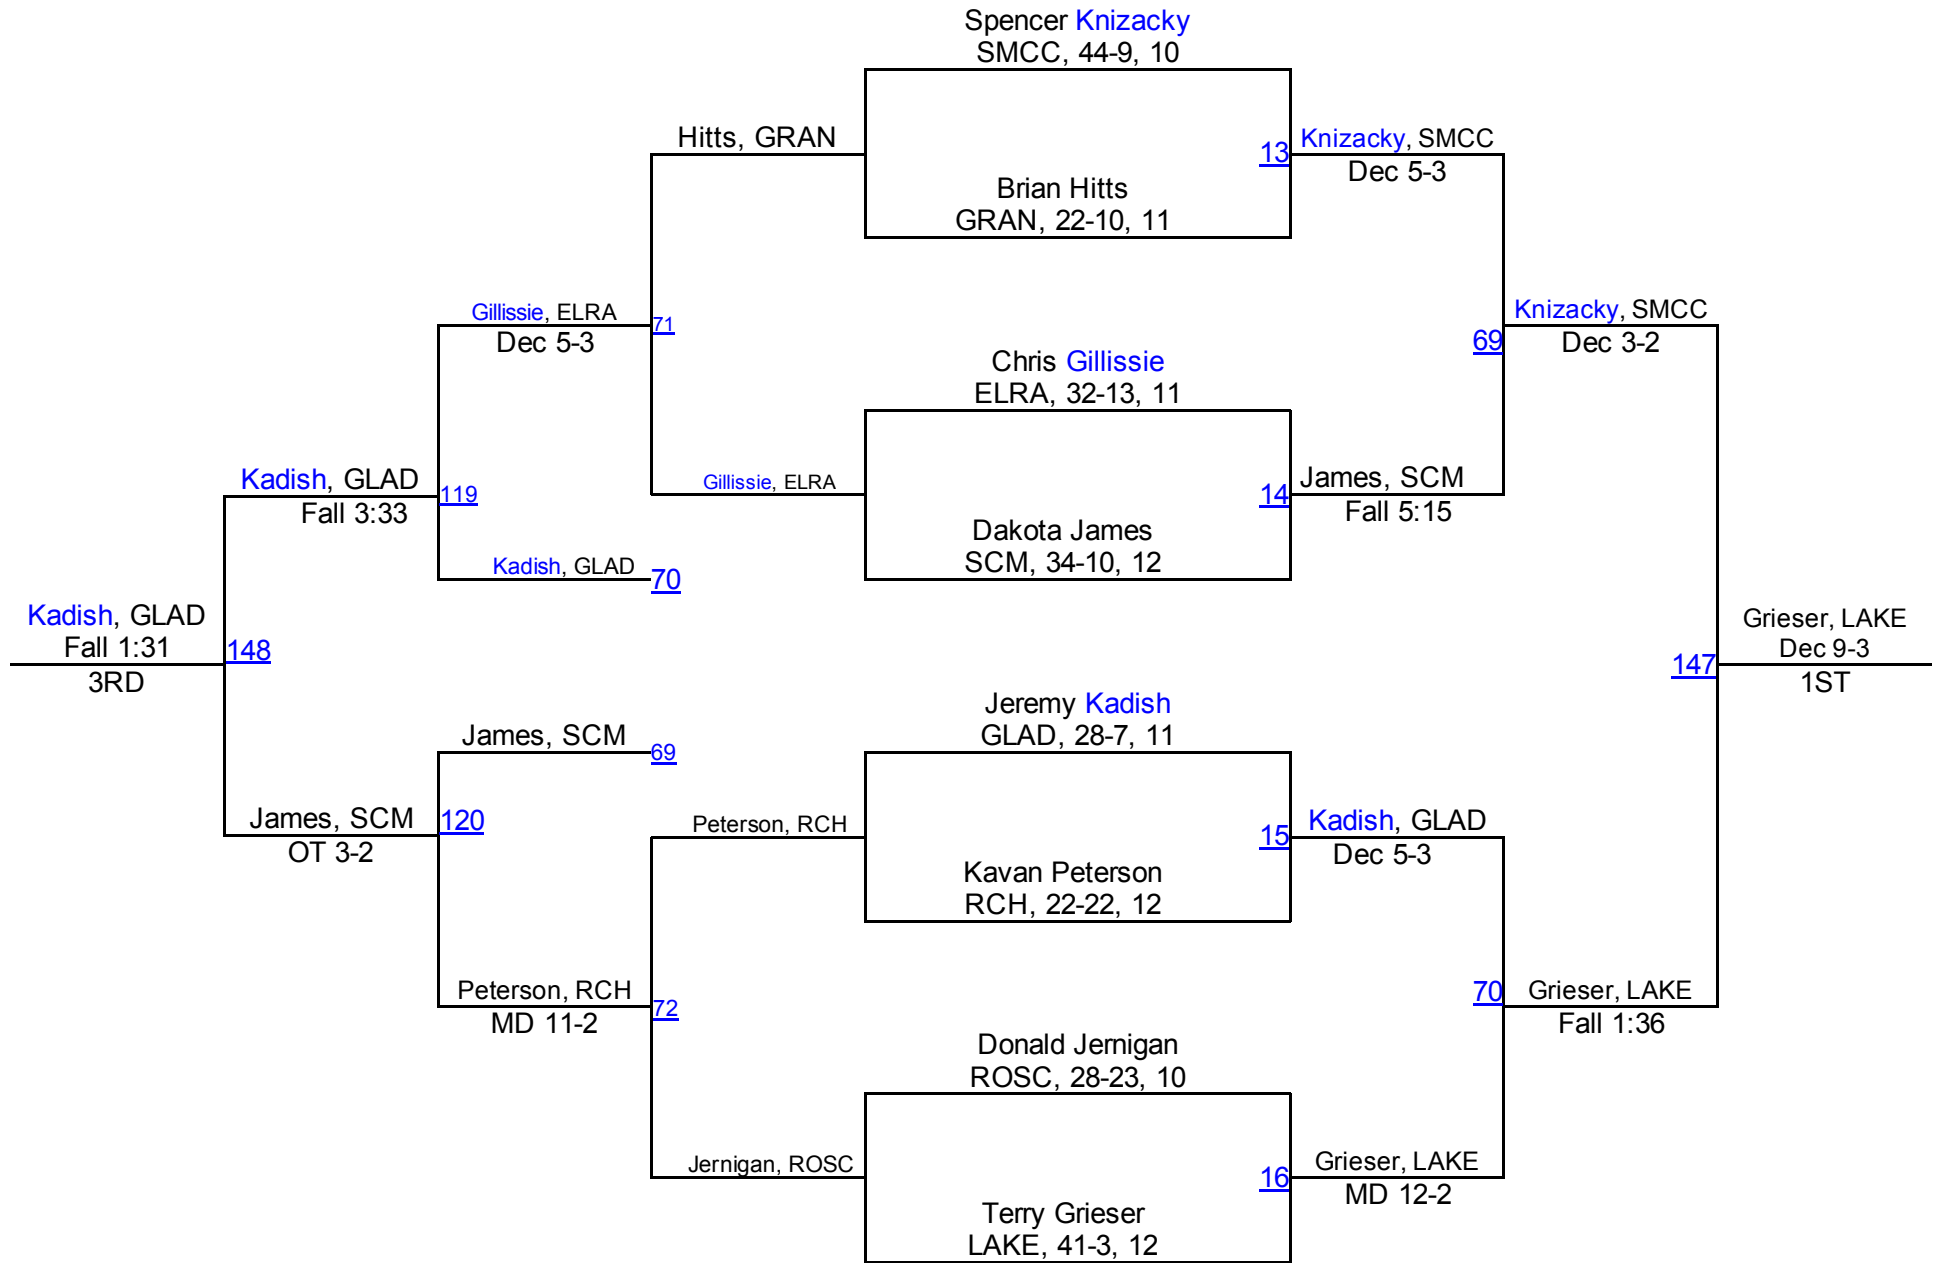 Spencer Knizacky
SMCC, 44-9, 10
Hitts, GRAN
13
Knizacky, SMCC
Dec 5-3
Brian Hitts
GRAN, 22-10, 11
Gillissie, ELRA
Dec 5-3
71
Knizacky, SMCC
Dec 3-2
69
Chris Gillissie
ELRA, 32-13, 11
Kadish, GLAD
Fall 3:33
119
Gillissie, ELRA
14
James, SCM
Fall 5:15
Dakota James
SCM, 34-10, 12
Kadish, GLAD
70
Kadish, GLAD
Fall 1:31
3RD
148
147
Grieser, LAKE
Dec 9-3
1ST
Jeremy Kadish
GLAD, 28-7, 11
James, SCM
69
James, SCM
OT 3-2
120
Peterson, RCH
15
Kadish, GLAD
Dec 5-3
Kavan Peterson
RCH, 22-22, 12
Peterson, RCH
MD 11-2
72
70
Grieser, LAKE
Fall 1:36
Donald Jernigan
ROSC, 28-23, 10
Jernigan, ROSC
16
Grieser, LAKE
MD 12-2
Terry Grieser
LAKE, 41-3, 12